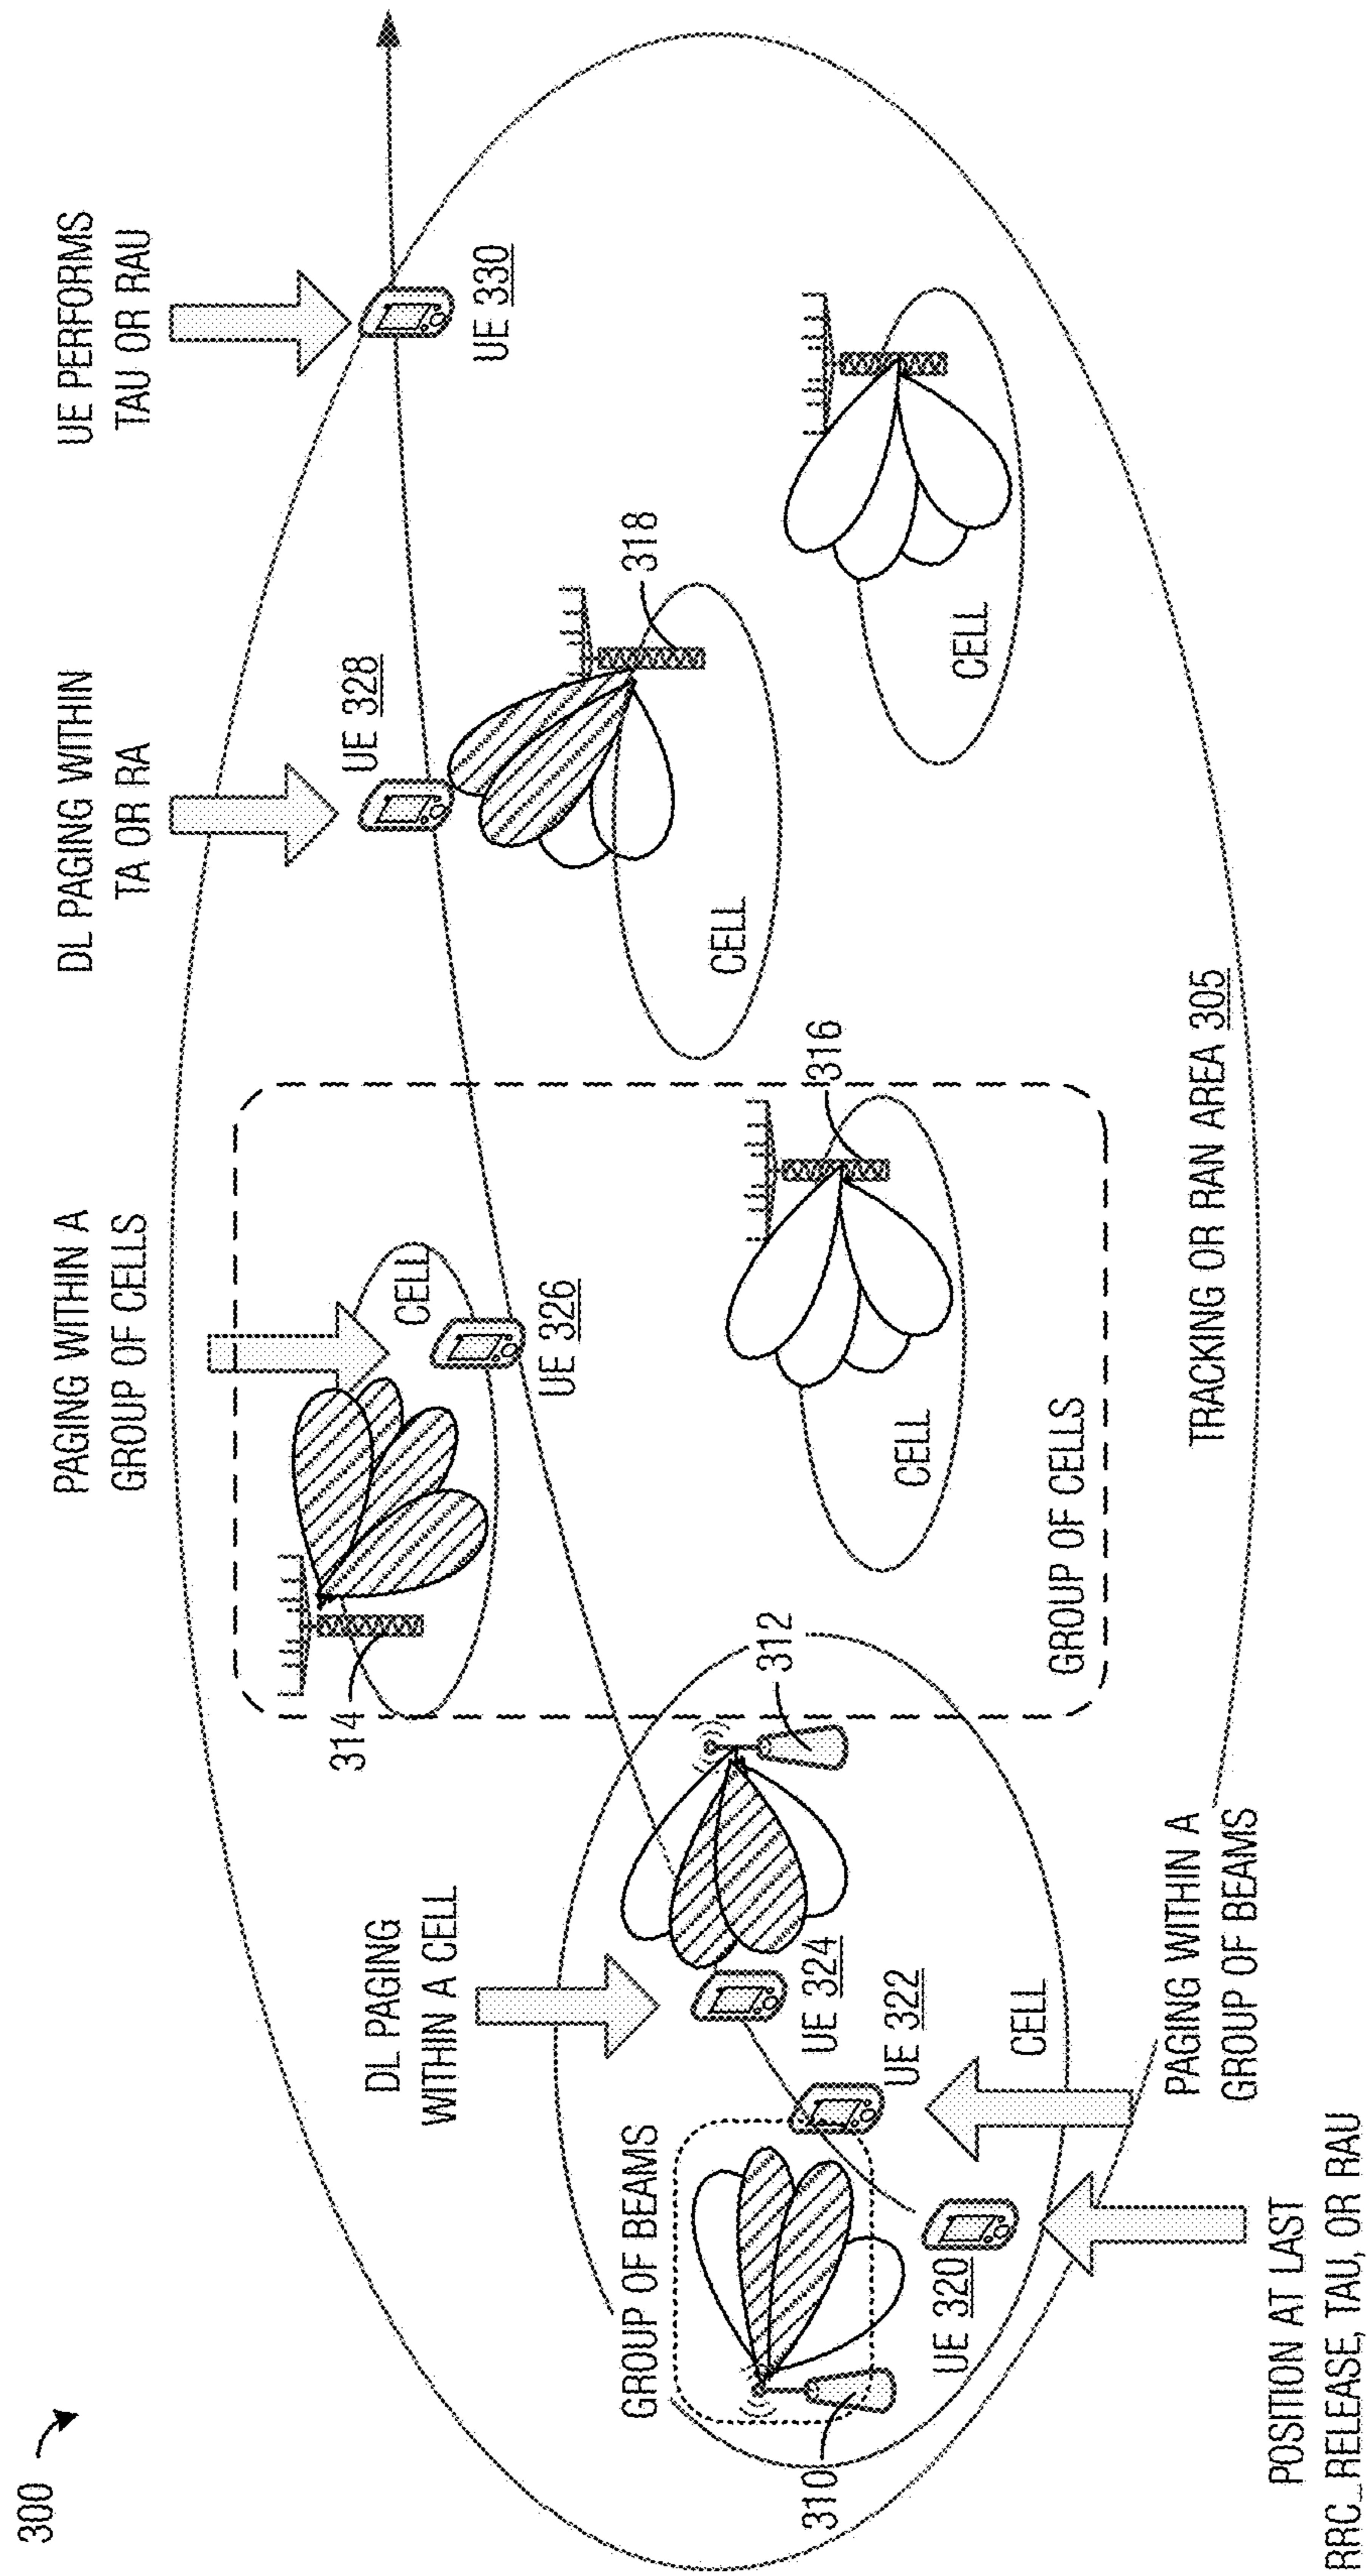 300
UE PERFORMS
TAU OR RAU
UE 330
DL PAGING WITHIN
TA OR RA
UE 328
318
CELL
CELL
PAGING WITHIN A
GROUP OF CELLS
CELL
UE 326
314
316
CELL
GROUP OF CELLS
TRACKING OR RAN AREA 305
DL PAGING
WITHIN A CELL
312
UE 324
UE 322
CELL
GROUP OF BEAMS
310
UE 320
PAGING WITHIN A
GROUP OF BEAMS
POSITION AT LAST
RRC_RELEASE, TAU, OR RAU